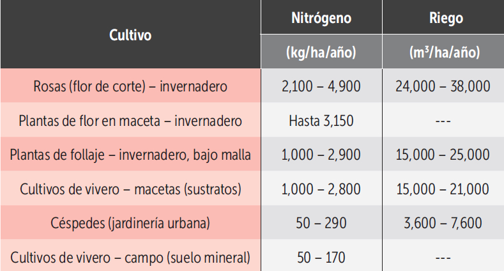 Cultivo Nitrógeno Riego
(kg/ha/año) (m³/ha/año)
Rosas (flor de corte) – invernadero 2,100 – 4,900 24,000 – 38,000
Plantas de flor en maceta – invernadero Hasta 3,150 ---
Plantas de follaje – invernadero, bajo malla 1,000 – 2,900 15,000 – 25,000
Cultivos de vivero – macetas (sustratos) 1,000 – 2,800 15,000 – 21,000
Céspedes (jardinería urbana) 50 – 290 3,600 – 7,600
Cultivos de vivero – campo (suelo mineral) 50 – 170 ---